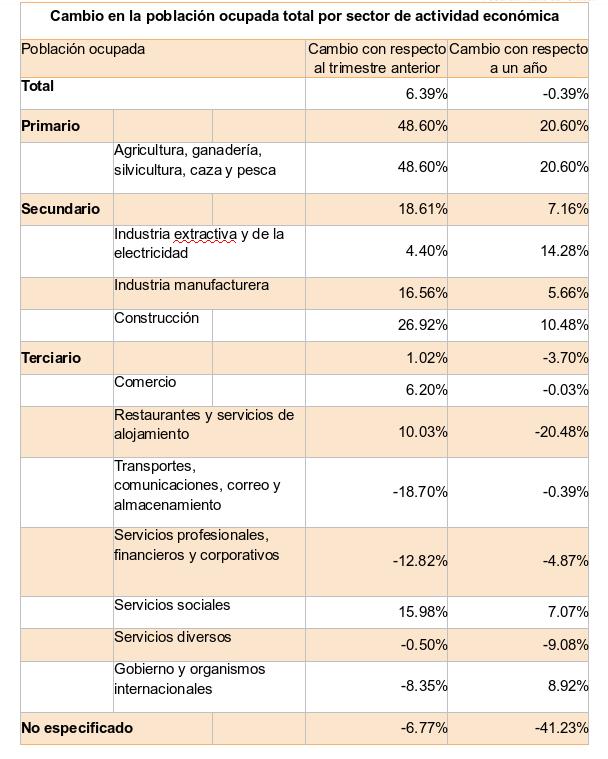 Cambio en la población ocupada total por sector de actividad económica
Población ocupada
Cambio con respecto
al trimestre anterior
Cambio con respecto
a un año
Total 6.39% -0.39%
Primario 48.60% 20.60%
Agricultura, ganadería,
silvicultura, caza y pesca
48.60% 20.60%
Secundario 18.61% 7.16%
Industria extractiva y de la
electricidad
4.40% 14.28%
Industria manufacturera 16.56% 5.66%
Construcción 26.92% 10.48%
Terciario 1.02% -3.70%
Comercio 6.20% -0.03%
Restaurantes y servicios de
alojamiento
10.03% -20.48%
Transportes,
comunicaciones, correo y
almacenamiento
-18.70% -0.39%
Servicios profesionales,
financieros y corporativos
-12.82% -4.87%
Servicios sociales 15.98% 7.07%
Servicios diversos -0.50% -9.08%
Gobierno y organismos
internacionales
-8.35% 8.92%
No especificado -6.77% -41.23%